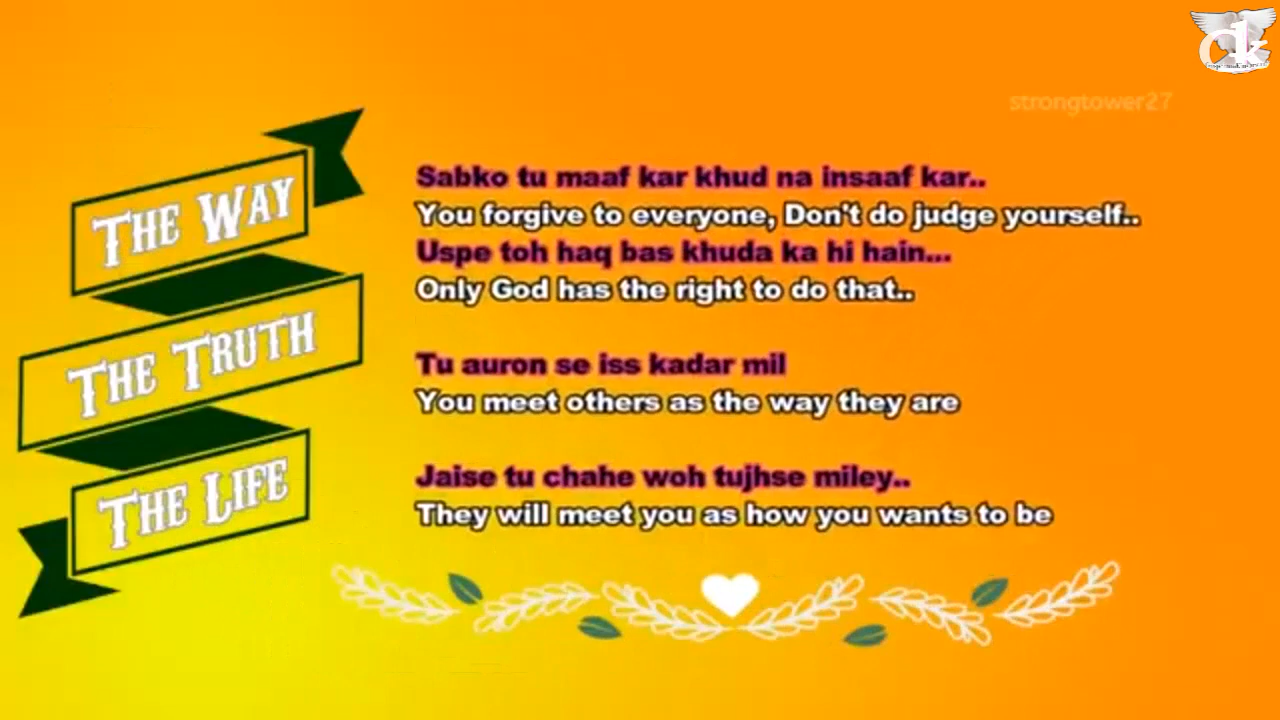 strongtower27
THE WAY
THE TRUTH
THE LIFE
Sabko tu maaf kar khud na insaaf kar..
You forgive to everyone, Don't do judge yourself..
Uspe toh haq bas khuda ka hi hain...
Only God has the right to do that..
Tu auron se iss kadar mil
You meet others as the way they are
Jaise tu chahe woh tujhse miley..
They will meet you as how you wants to be